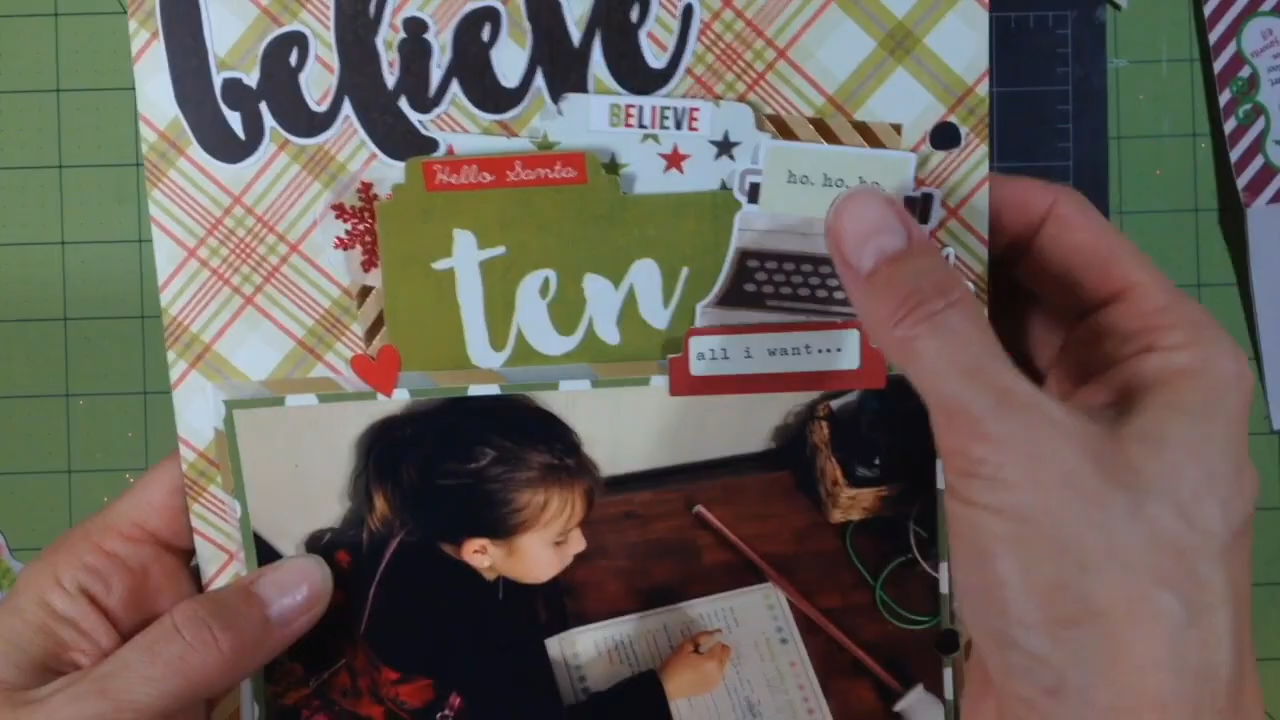 believe
BELIEVE
Hello Santa
ho. ho. ho.
ten
all i want...